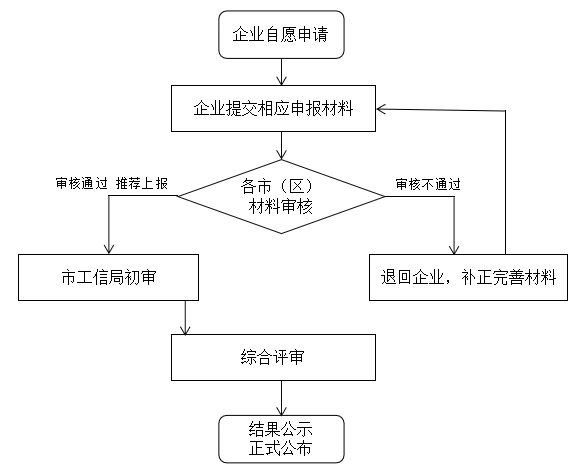 企业自愿申请
企业提交相应申报材料
各市（区）
材料审核
审核通过 推荐上报
审核不通过
市工信局初审
退回企业，补正完善材料
综合评审
结果公示
正式公布